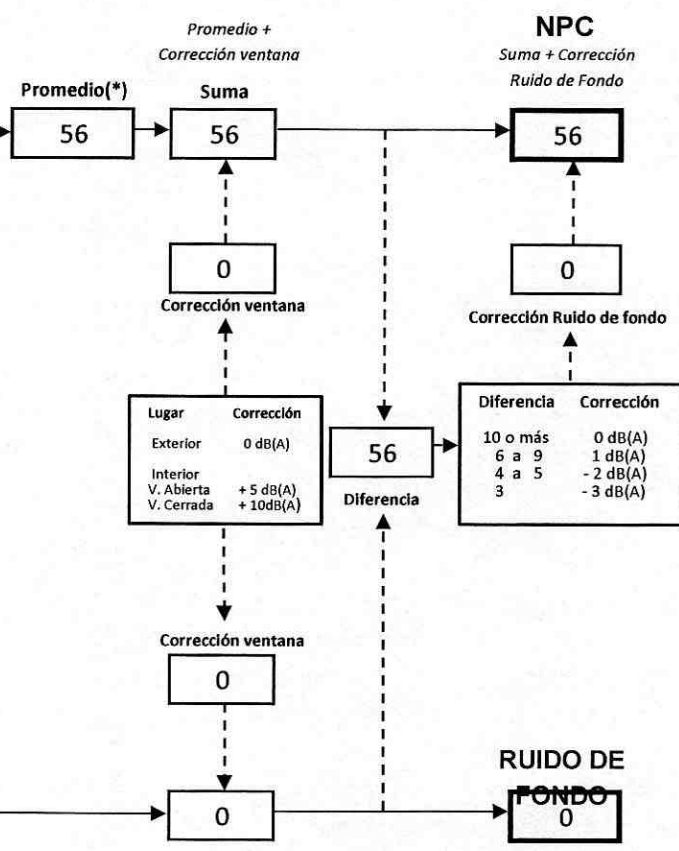 Promedio +
Corrección ventana
NPC
Suma + Corrección
Ruido de Fondo
Promedio(*)
Suma
56
56
56
0
Corrección ventana
0
Corrección Ruido de fondo
Lugar Corrección
Exterior 0 dB(A)
Interior
V. Abierta + 5 dB(A)
V. Cerrada + 10dB(A)
56
Diferencia
Diferencia Corrección
10 o más 0 dB(A)
6 a 9 1 dB(A)
4 a 5 - 2 dB(A)
3 - 3 dB(A)
Corrección ventana
0
0
RUIDO DE
FONDO
0